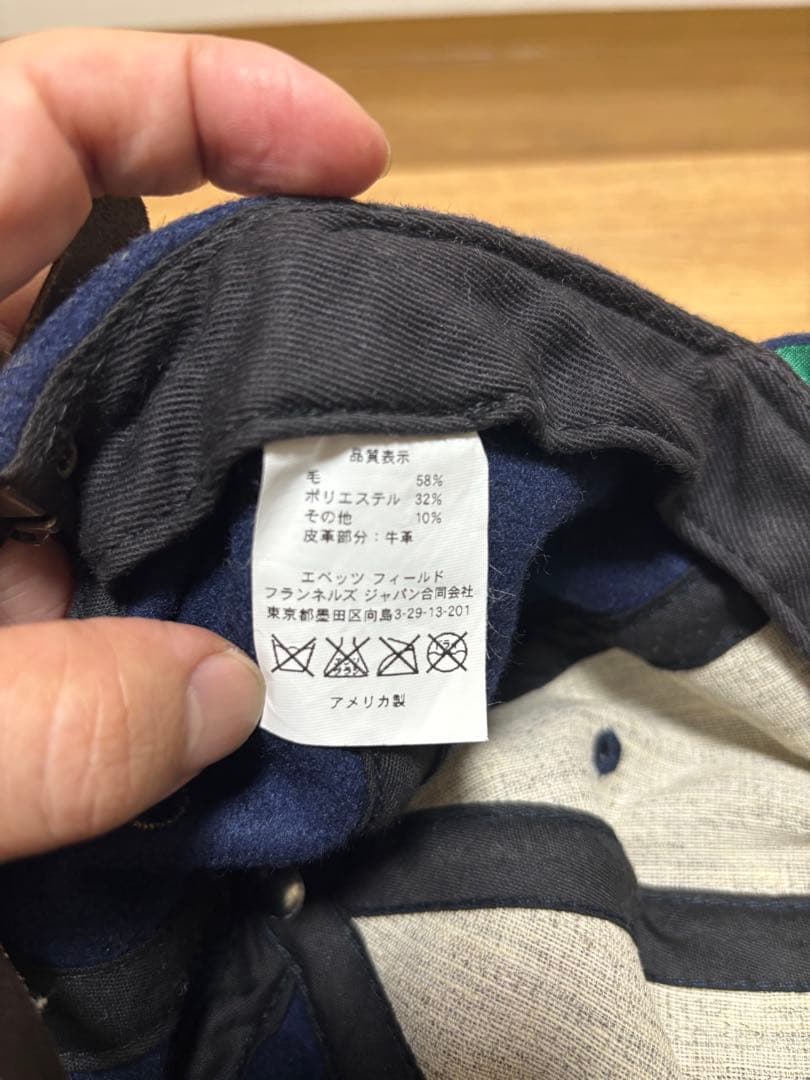 品質表示
毛 58%
ポリエステル 32%
その他 10%
皮革部分：牛革
エベッツ フィールド
フランネルズ ジャパン合同会社
東京都墨田区向島3-29-13-201
アメリカ製